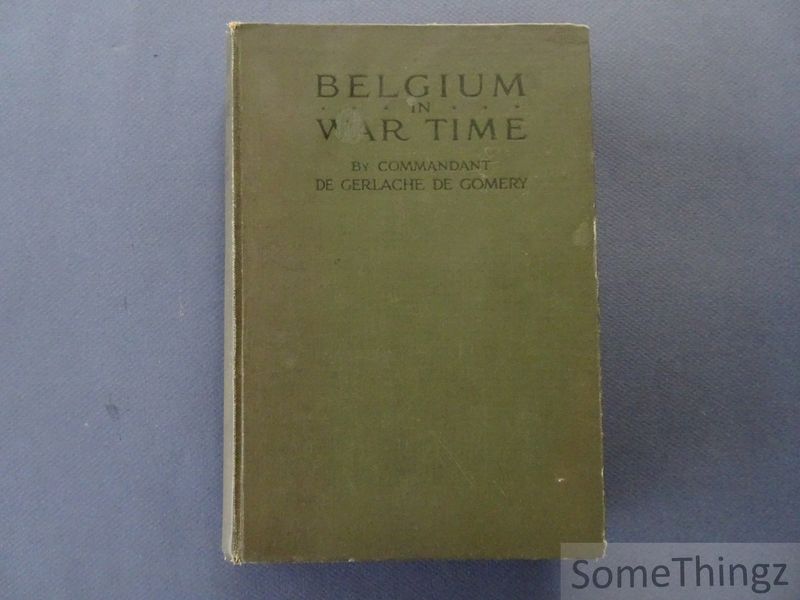 BELGIUM
IN
WAR TIME
BY COMMANDANT
DE GERLACHE DE GOMERY
SomeThingz